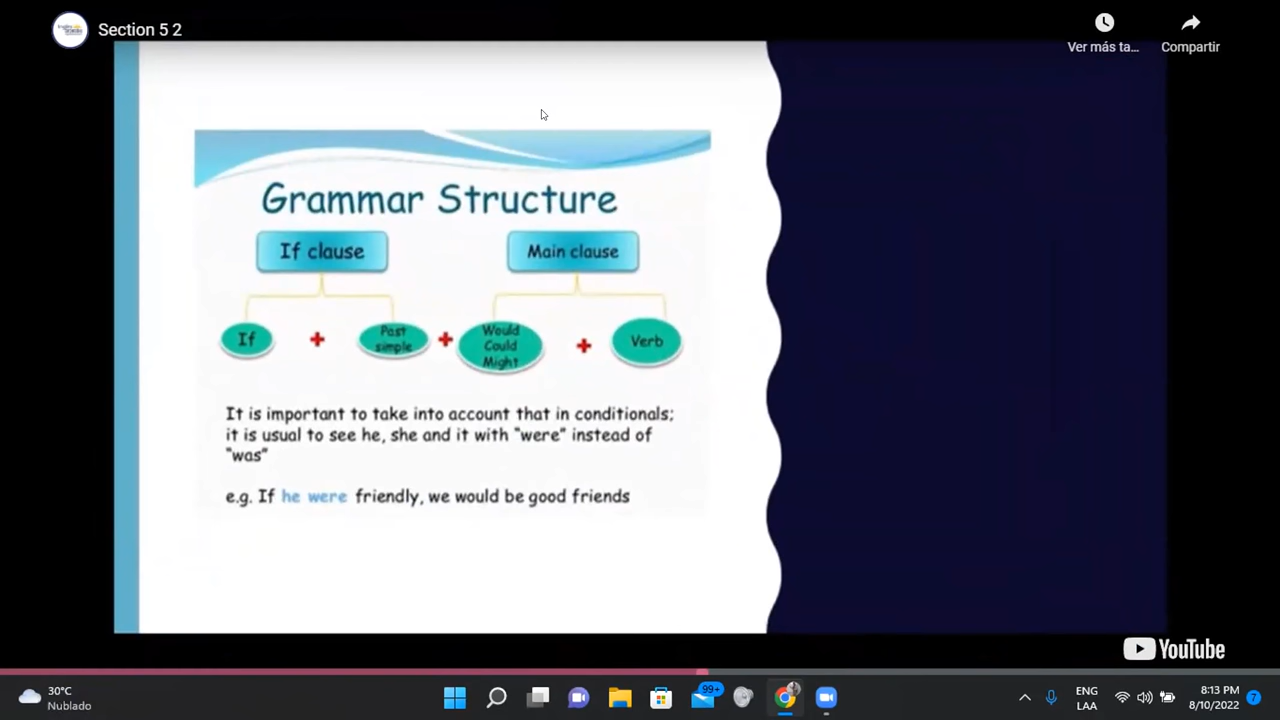 Section 5 2
Ver más ta...
Compartir
Grammar Structure
If clause
Main clause
If + Past simple + Would Could Might + Verb
It is important to take into account that in conditionals;
it is usual to see he, she and it with “were” instead of
“was”
e.g. If he were friendly, we would be good friends
YouTube
30°C
Nublado
99+
ENG
LAA
8:13 PM
8/10/2022
7